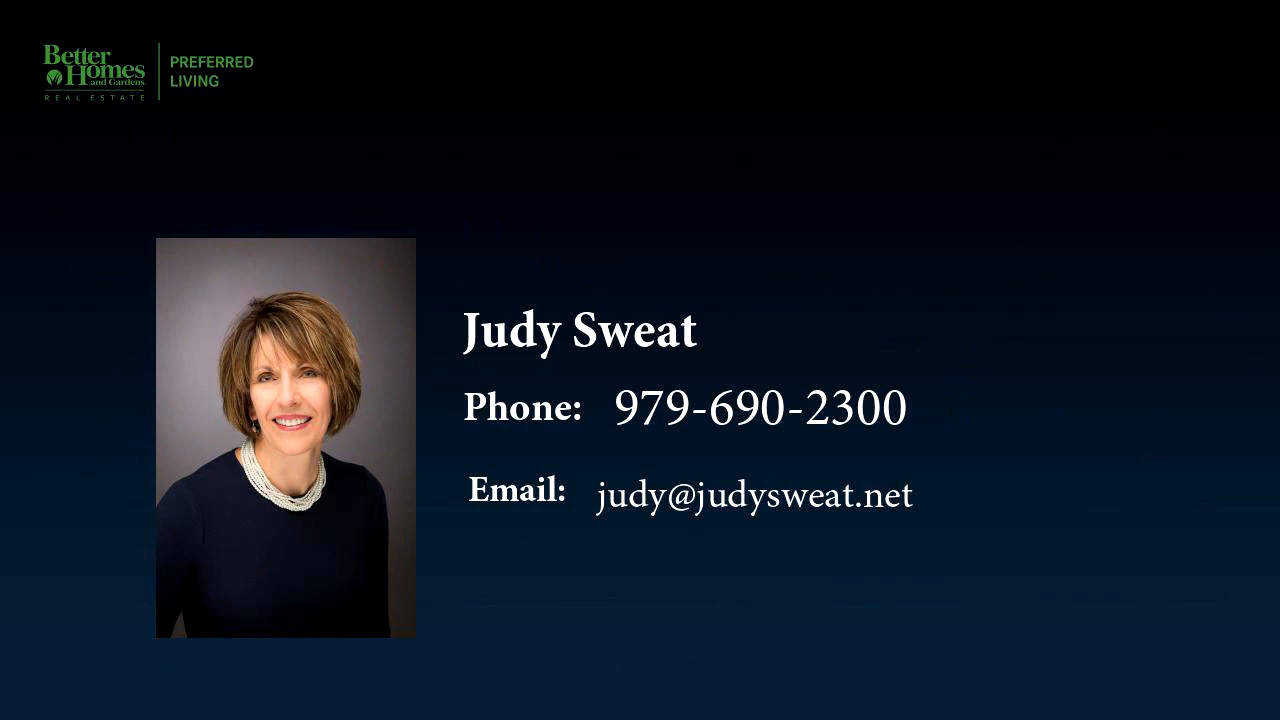 Better
Homes
and Gardens
REAL ESTATE
PREFERRED
LIVING
Judy Sweat
Phone: 979-690-2300
Email: judy@judysweat.net